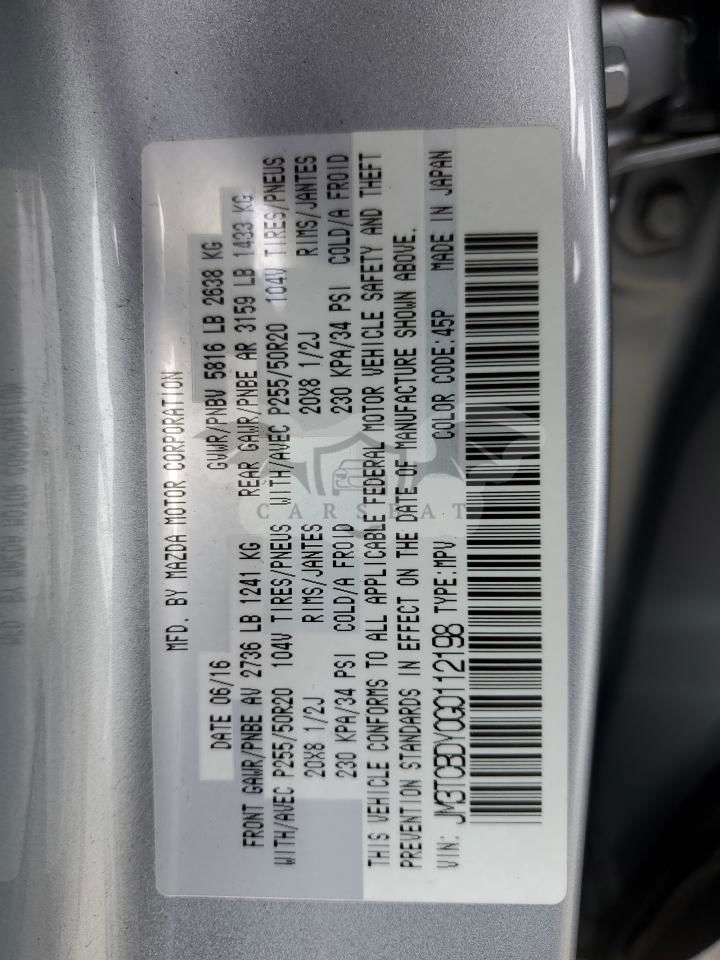 MFD. BY MAZDA MOTOR CORPORATION
DATE 06/16 GVWR/PNBV 5816 LB 2638 KG
FRONT GAWR/PNBE AV 2736 LB 1241 KG REAR GAWR/PNBE AR 3159 LB 1433 KG
WITH/AVEC P255/50R20 104V TIRES/PNEUS WITH/AVEC P255/50R20 104V TIRES/PNEUS
20X8 1/2J RIMS/JANTES 20X8 1/2J RIMS/JANTES
230 KPA/34 PSI COLD/A FROID 230 KPA/34 PSI COLD/A FROID
THIS VEHICLE CONFORMS TO ALL APPLICABLE FEDERAL MOTOR VEHICLE SAFETY AND THEFT
PREVENTION STANDARDS IN EFFECT ON THE DATE OF MANUFACTURE SHOWN ABOVE.
VIN: JM3TCBDY0G0112198 TYPE:MPV COLOR CODE:45P MADE IN JAPAN
CARSBAT